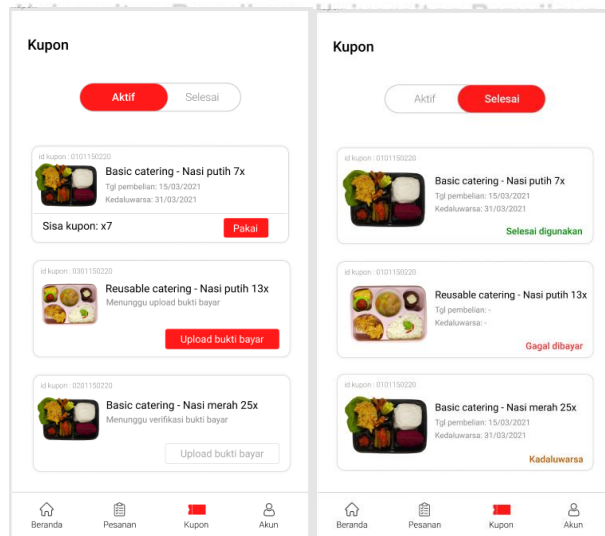 Kupon
Aktif Selesai
id kupon : 0101150220
Basic catering - Nasi putih 7x
Tgl pembelian: 15/03/2021
Kedaluwarsa: 31/03/2021
Sisa kupon: x7
Pakai
id kupon : 0301150220
Reusable catering - Nasi putih 13x
Menunggu upload bukti bayar
Upload bukti bayar
id kupon : 0201150220
Basic catering - Nasi merah 25x
Menunggu verifikasi bukti bayar
Upload bukti bayar
Beranda Pesanan Kupon Akun
Kupon
Aktif Selesai
id kupon : 0101150220
Basic catering - Nasi putih 7x
Tgl pembelian: 15/03/2021
Kedaluwarsa: 31/03/2021
Selesai digunakan
id kupon : 0101150220
Reusable catering - Nasi putih 13x
Tgl pembelian: -
Kedaluwarsa: -
Gagal dibayar
id kupon : 0101150220
Basic catering - Nasi merah 25x
Tgl pembelian: 15/03/2021
Kedaluwarsa: 31/03/2021
Kadaluwarsa
Beranda Pesanan Kupon Akun